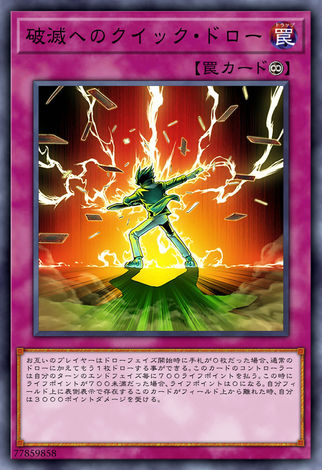 破滅へのクイック・ドロー
トラップ
罠
【罠カード♾】
お互いのプレイヤーはドローフェイズ開始時に手札が０枚だった場合、通常の
ドローに加えてもう１枚ドローする事ができる。このカードのコントローラ
ーは自分のターンのエンドフェイズ毎に７００ライフポイントを払う。この時に
ライフポイントが７００未満だった場合、ライフポイントは０になる。自分フィー
ルド上に表側表示で存在するこのカードがフィールド上から離れた時、自分
は３０００ポイントダメージを受ける。
77859858